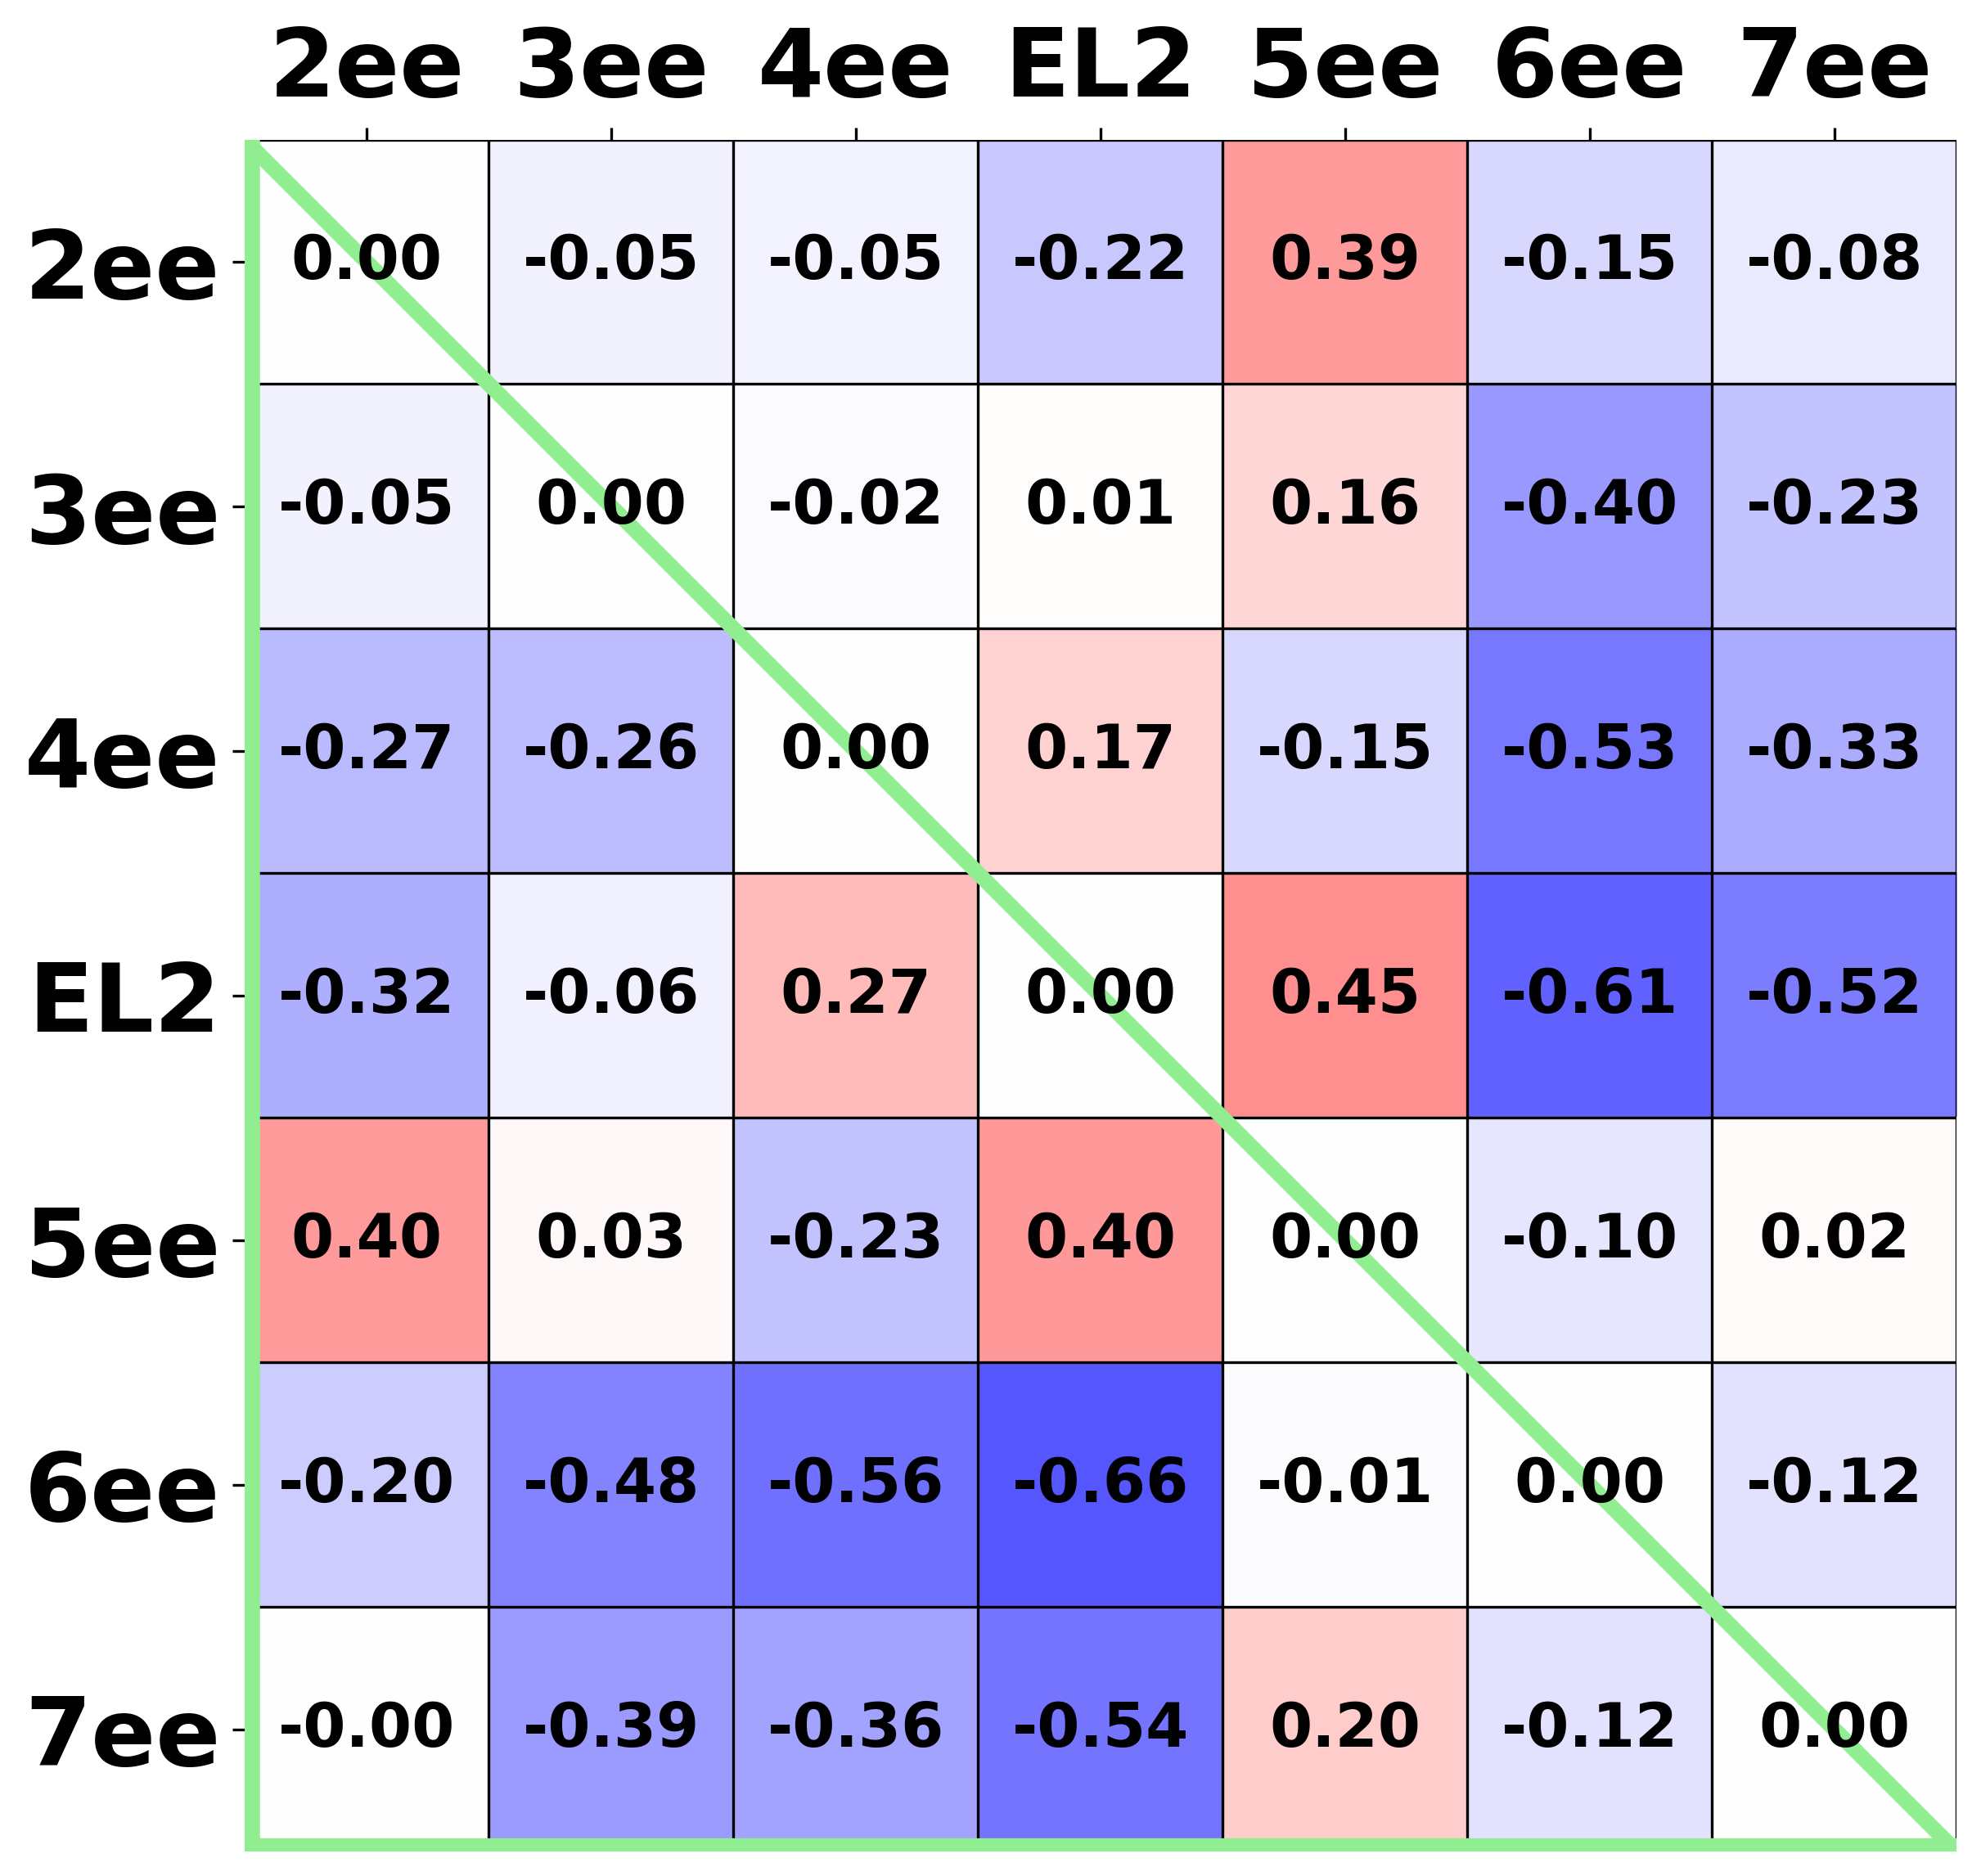 2ee 3ee 4ee EL2 5ee 6ee 7ee
2ee 0.00 -0.05 -0.05 -0.22 0.39 -0.15 -0.08
3ee -0.05 0.00 -0.02 0.01 0.16 -0.40 -0.23
4ee -0.27 -0.26 0.00 0.17 -0.15 -0.53 -0.33
EL2 -0.32 -0.06 0.27 0.00 0.45 -0.61 -0.52
5ee 0.40 0.03 -0.23 0.40 0.00 -0.10 0.02
6ee -0.20 -0.48 -0.56 -0.66 -0.01 0.00 -0.12
7ee -0.00 -0.39 -0.36 -0.54 0.20 -0.12 0.00